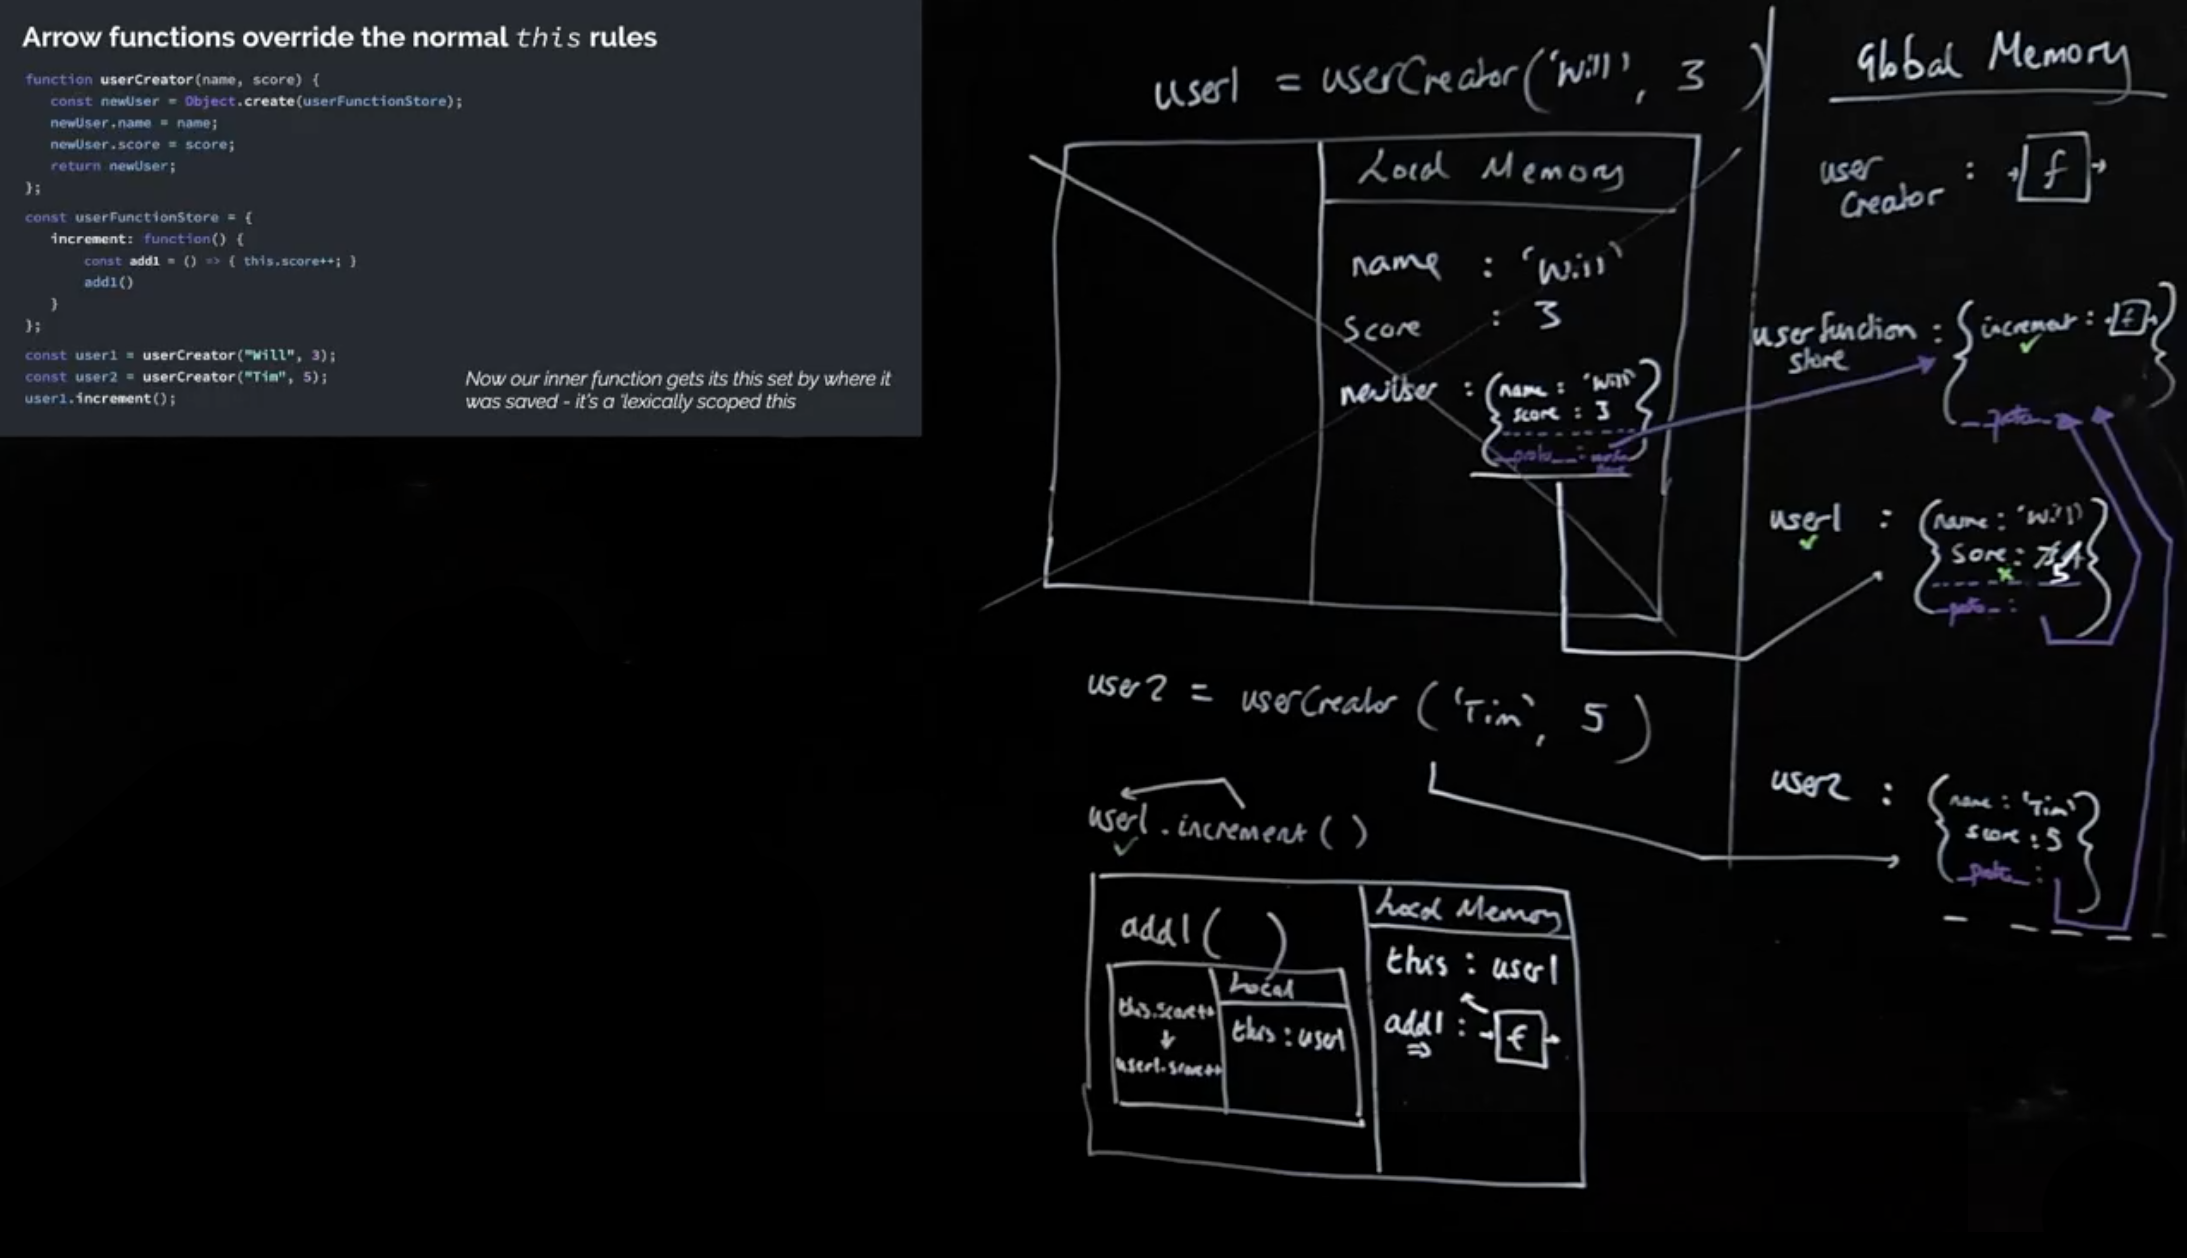 Arrow functions override the normal this rules
function userCreator(name, score) {
const newUser = Object.create(userFunctionStore);
newUser.name = name;
newUser.score = score;
return newUser;
};
const userFunctionStore = {
increment: function() {
const add1 = () => { this.score++; }
add1()
}
};
const user1 = userCreator("Will", 3);
const user2 = userCreator("Tim", 5);
user1.increment();
Now our inner function gets its this set by where it
was saved - it's a 'lexically scoped this
user1 = userCreator('Will', 3 )
Local Memory
name : 'Will'
Score : 3
newUser : { name : 'Will'
score : 3
__proto__ :
}
user2 = userCreator ( 'Tim', 5 )
user1.increment ( )
add1 ( )
Local
this.score++
↓
user1.score++
this : user1
Local Memory
this : user1
add1 : → f →
⇒
Global Memory
user
Creator : → f →
userfunction
store : { increment : f }
__proto__
user1 : { name : 'Will'
Score : 5
__proto__ :
}
user2 : { name : 'Tim'
score : 5
__proto__ :
}